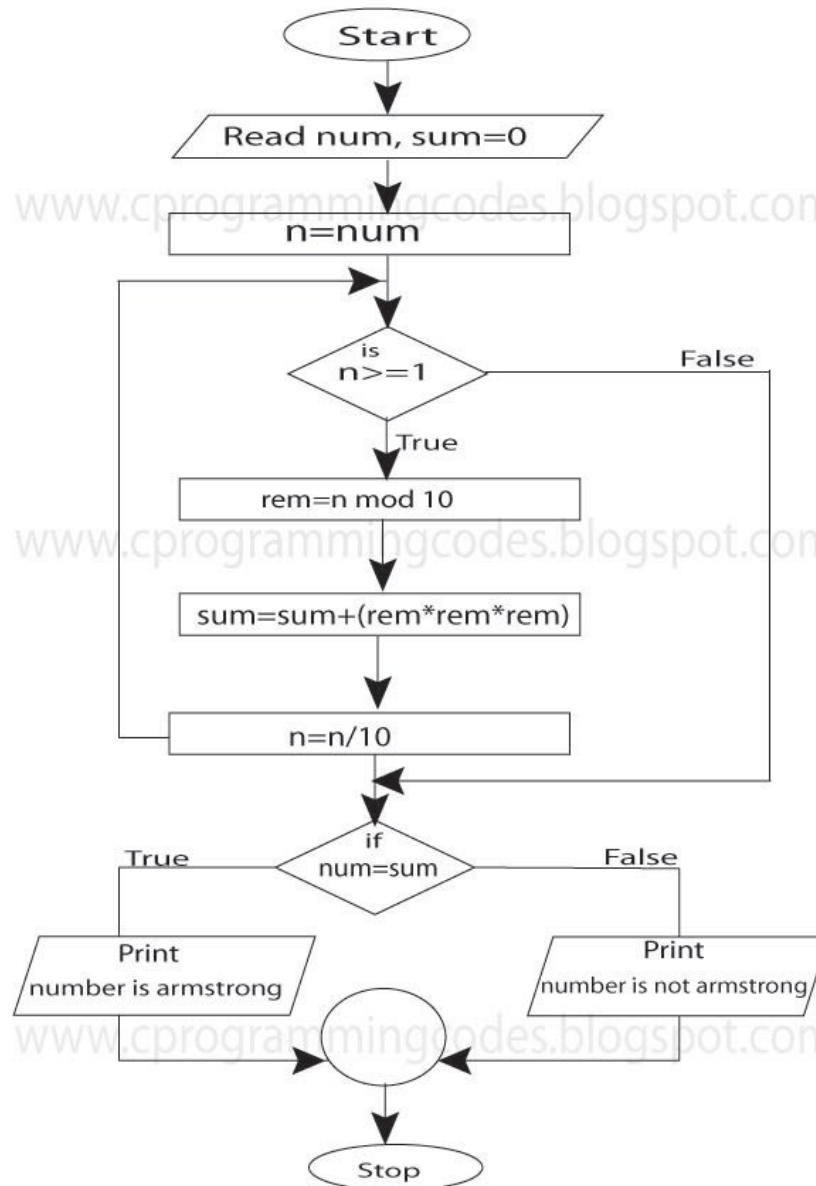 Start
Read num, sum=0
www.cprogrammingcodes.blogspot.com
n=num
is
n>=1
False
True
rem=n mod 10
www.cprogrammingcodes.blogspot.com
sum=sum+(rem*rem*rem)
n=n/10
if
num=sum
True
False
Print
number is armstrong
Print
number is not armstrong
www.cprogrammingcodes.blogspot.com
Stop